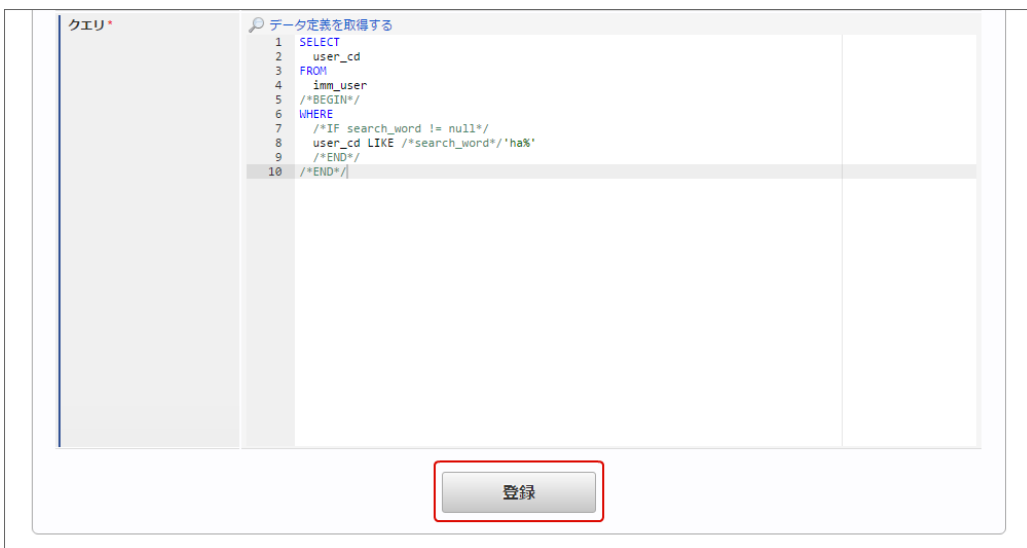 クエリ*
データ定義を取得する
1 SELECT
2 user_cd
3 FROM
4 imm_user
5 /*BEGIN*/
6 WHERE
7 /*IF search_word != null*/
8 user_cd LIKE /*search_word*/'ha%'
9 /*END*/
10 /*END*/
登録